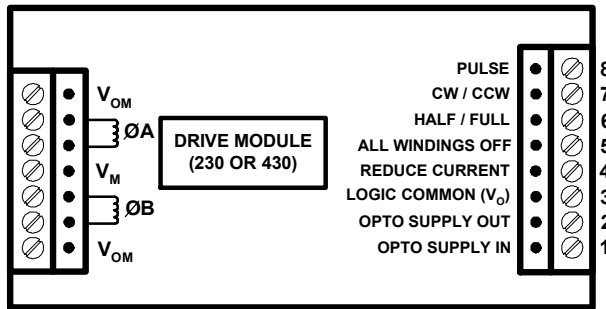 V_OM
ØA
V_M
ØB
V_OM
DRIVE MODULE
(230 OR 430)
PULSE 8
CW / CCW 7
HALF / FULL 6
ALL WINDINGS OFF 5
REDUCE CURRENT 4
LOGIC COMMON (V_O) 3
OPTO SUPPLY OUT 2
OPTO SUPPLY IN 1